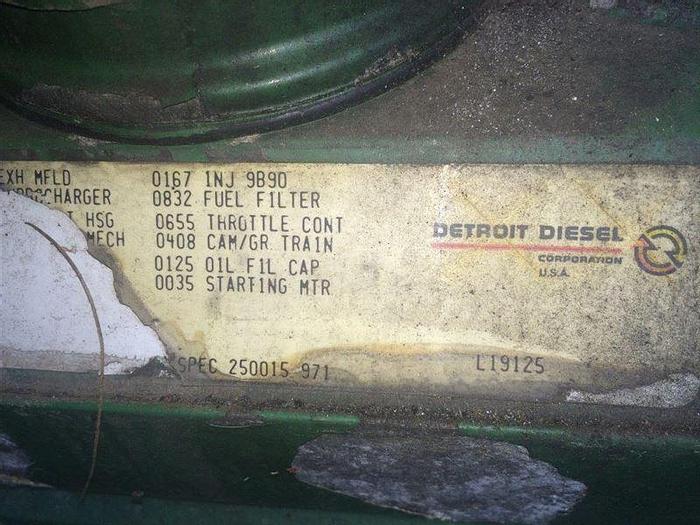 EXH MFLD 0167 INJ 9B90
CHARGER 0832 FUEL FILTER
HSG 0655 THROTTLE CONT
MECH 0408 CAM/GR TRAIN
0125 OIL FIL CAP
0035 STARTING MTR
DETROIT DIESEL
CORPORATION
U.S.A.
SPEC 250015 971 L19125